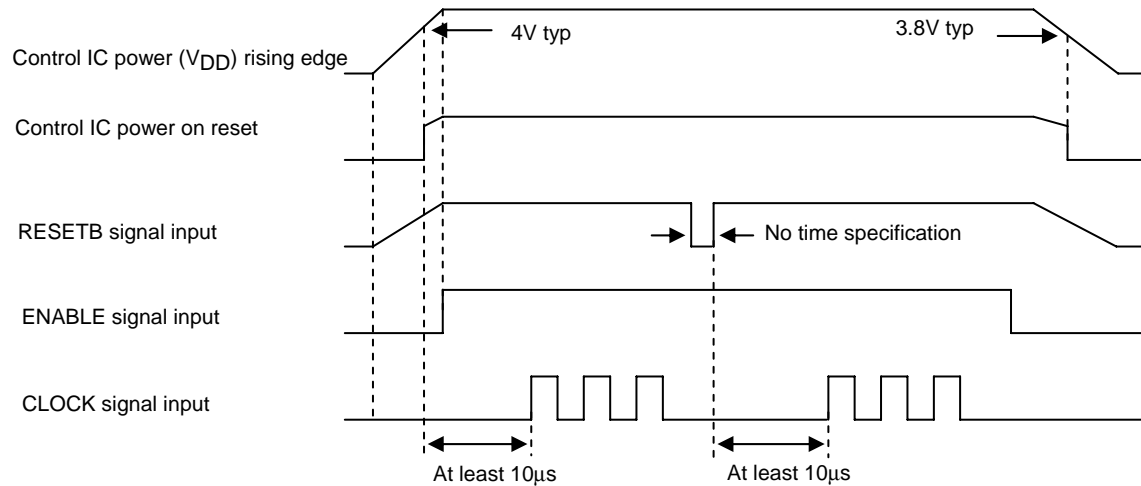 4V typ
3.8V typ
Control IC power (VDD) rising edge
Control IC power on reset
RESETB signal input
No time specification
ENABLE signal input
CLOCK signal input
At least 10μs
At least 10μs